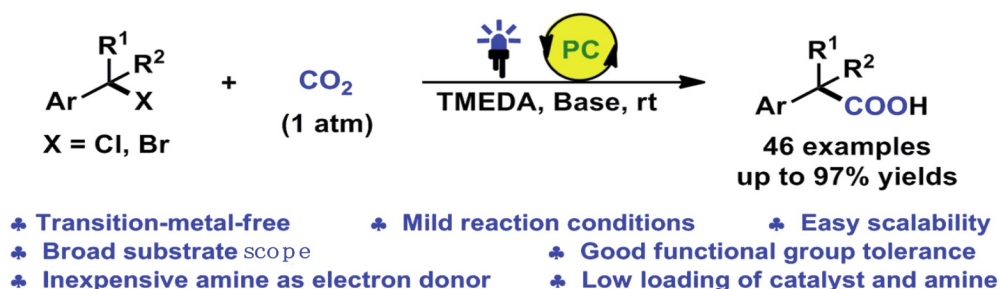 R¹
R²
Ar
X
X = Cl, Br
+
CO₂
(1 atm)
PC
TMEDA, Base, rt
R¹
R²
Ar
COOH
46 examples
up to 97% yields
♣ Transition-metal-free ♣ Mild reaction conditions ♣ Easy scalability
♣ Broad substrate scope ♣ Good functional group tolerance
♣ Inexpensive amine as electron donor ♣ Low loading of catalyst and amine